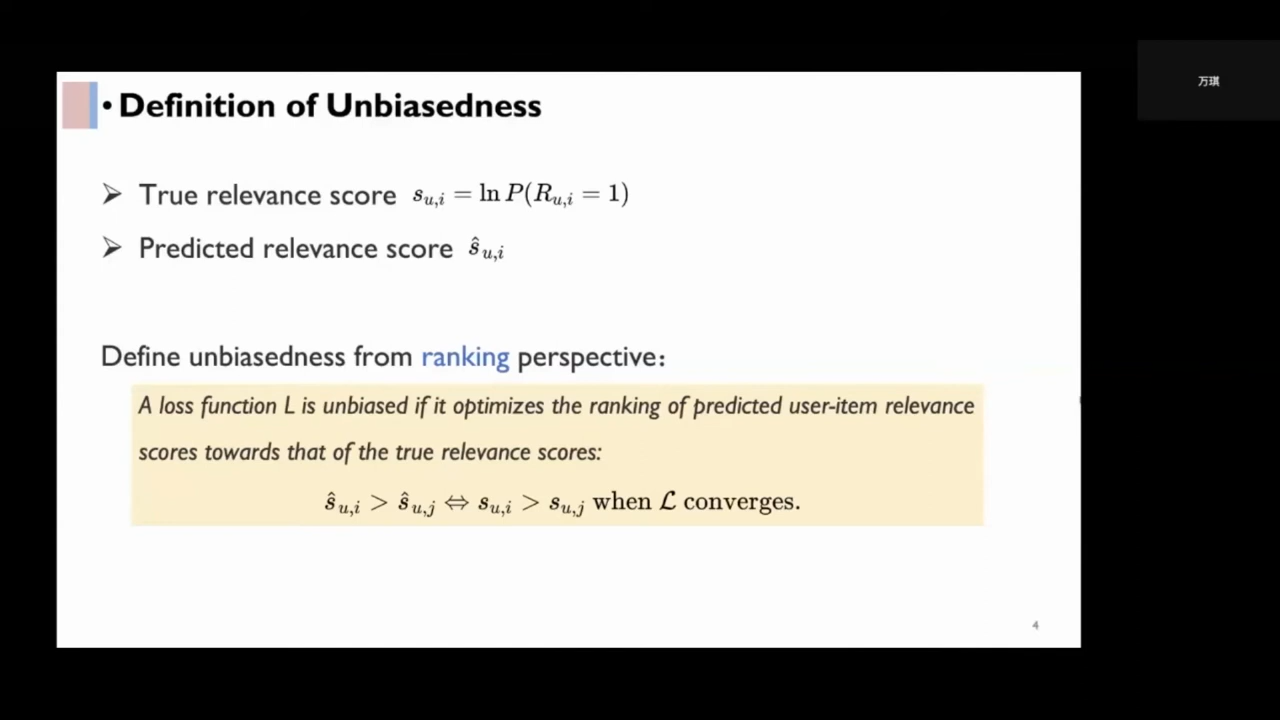 • Definition of Unbiasedness
万琪
➢ True relevance score s_{u,i} = ln P(R_{u,i} = 1)
➢ Predicted relevance score ŝ_{u,i}
Define unbiasedness from ranking perspective：
A loss function L is unbiased if it optimizes the ranking of predicted user-item relevance
scores towards that of the true relevance scores:
ŝ_{u,i} > ŝ_{u,j} ⇔ s_{u,i} > s_{u,j} when ℒ converges.
4